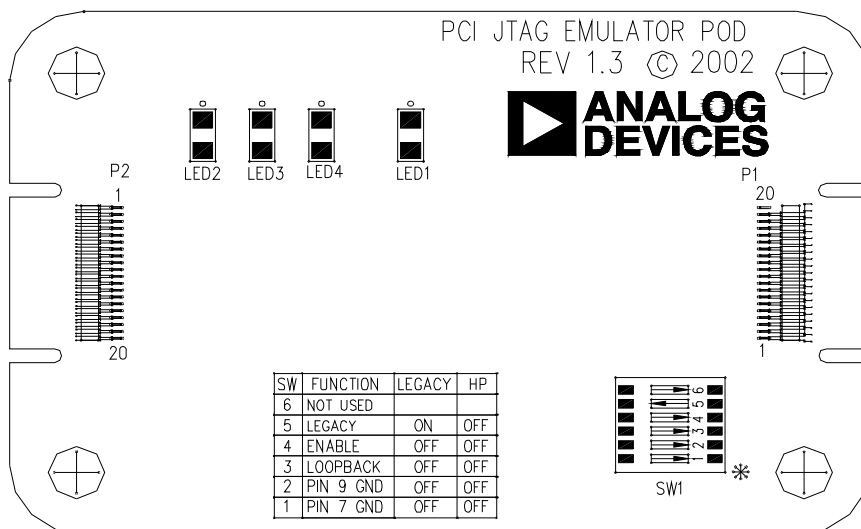 PCI JTAG EMULATOR POD
REV 1.3 © 2002
ANALOG
DEVICES
LED2 LED3 LED4 LED1
P2
1
20
P1
20
1
SW FUNCTION LEGACY HP
6 NOT USED
5 LEGACY ON OFF
4 ENABLE OFF OFF
3 LOOPBACK OFF OFF
2 PIN 9 GND OFF OFF
1 PIN 7 GND OFF OFF
6
5
4
3
2
1
SW1